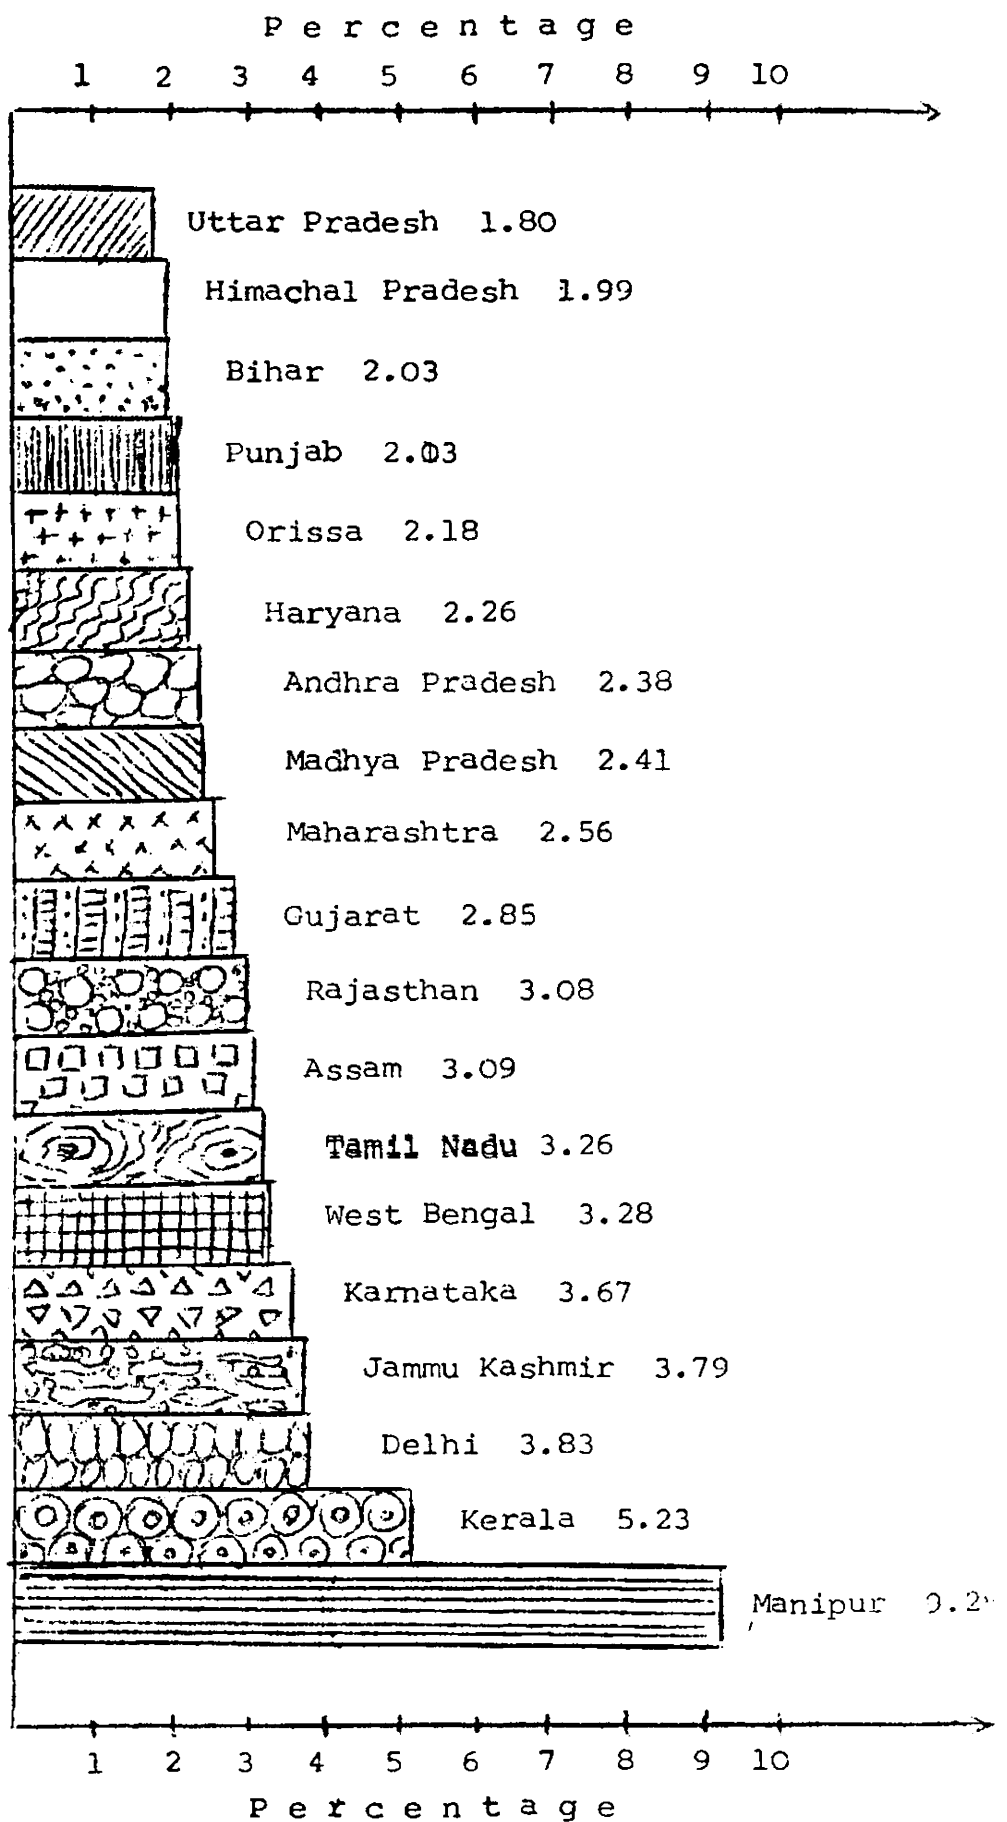 Percentage
1 2 3 4 5 6 7 8 9 10
Uttar Pradesh 1.80
Himachal Pradesh 1.99
Bihar 2.03
Punjab 2.03
Orissa 2.18
Haryana 2.26
Andhra Pradesh 2.38
Madhya Pradesh 2.41
Maharashtra 2.56
Gujarat 2.85
Rajasthan 3.08
Assam 3.09
Tamil Nadu 3.26
West Bengal 3.28
Karnataka 3.67
Jammu Kashmir 3.79
Delhi 3.83
Kerala 5.23
Manipur
1 2 3 4 5 6 7 8 9 10
Percentage